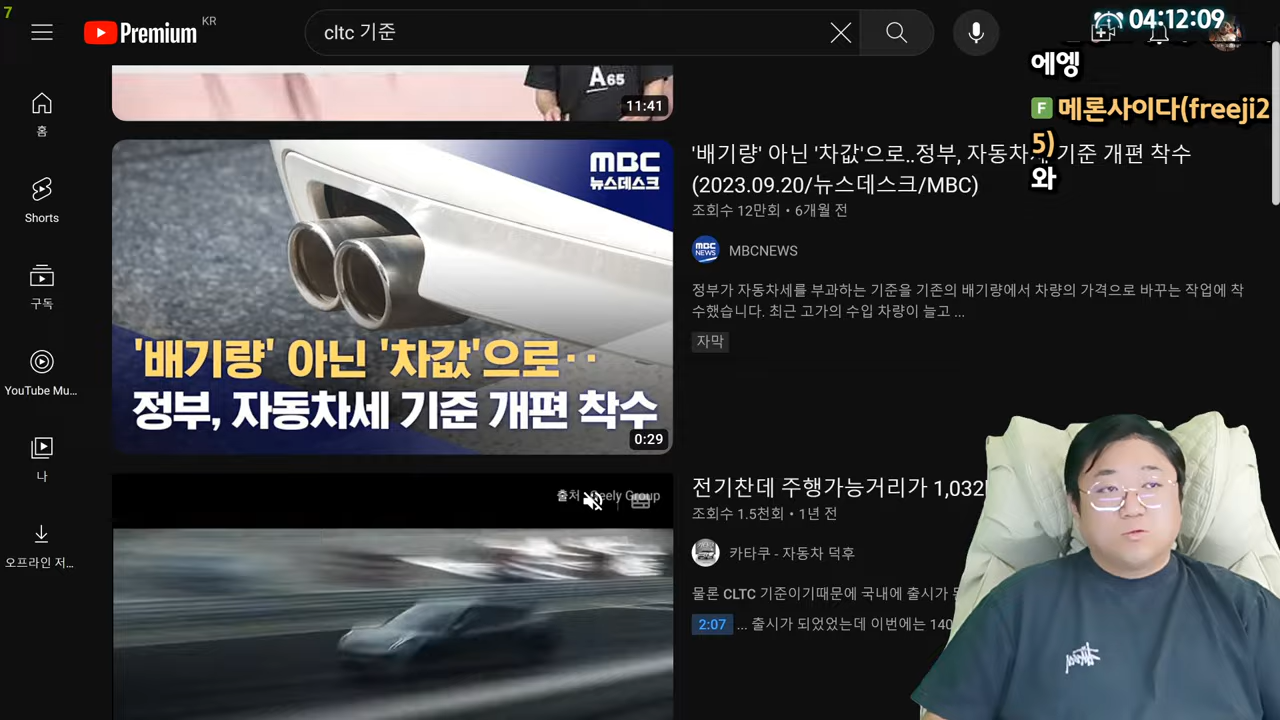 7
Premium
KR
cltc 기준
04:12:09
에엥
F 메론사이다(freeji2
5)
와
홈
Shorts
구독
YouTube Mu...
나
오프라인 저...
A65
11:41
MBC
뉴스데스크
'배기량' 아닌 '차값'으로‥
정부, 자동차세 기준 개편 착수
0:29
'배기량' 아닌 '차값'으로..정부, 자동차세 기준 개편 착수
(2023.09.20/뉴스데스크/MBC)
조회수 12만회 • 6개월 전
MBC
NEWS
MBCNEWS
정부가 자동차세를 부과하는 기준을 기존의 배기량에서 차량의 가격으로 바꾸는 작업에 착
수했습니다. 최근 고가의 수입 차량이 늘고 ...
자막
출처
Geely Group
전기찬데 주행가능거리가 1,032
조회수 1.5천회 • 1년 전
카타쿠 - 자동차 덕후
물론 CLTC 기준이기때문에 국내에 출시가
2:07 ... 출시가 되었었는데 이번에는 140